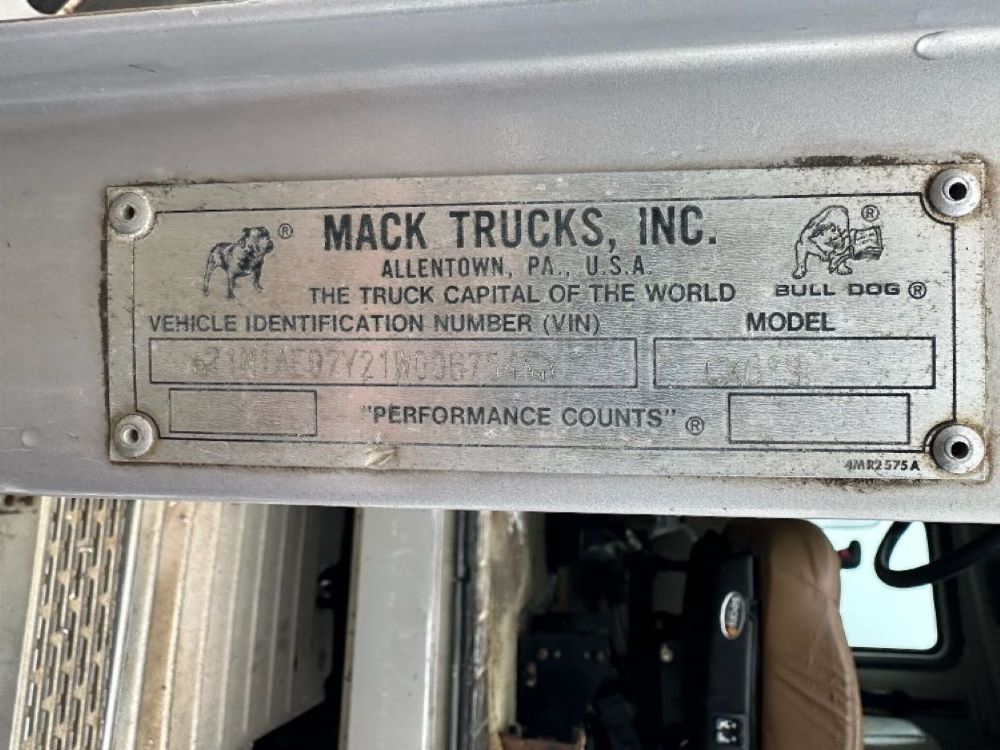 MACK TRUCKS, INC.
ALLENTOWN, PA., U.S.A.
THE TRUCK CAPITAL OF THE WORLD
BULL DOG ®
VEHICLE IDENTIFICATION NUMBER (VIN)
MODEL
"PERFORMANCE COUNTS" ®
4MR2575A